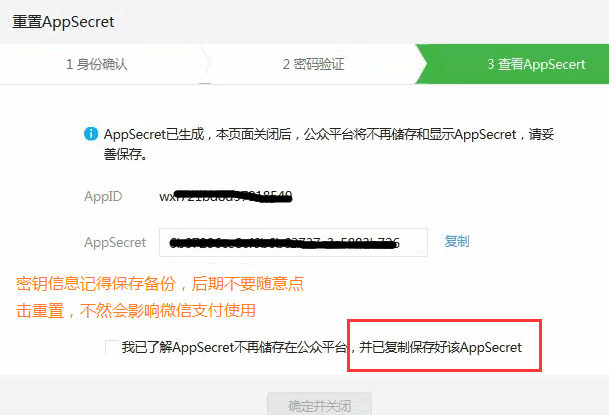 重置AppSecret
1 身份确认
2 密码验证
3 查看AppSecert
AppSecret已生成，本页面关闭后，公众平台将不再储存和显示AppSecret，请妥
善保存。
AppID
AppSecret
复制
密钥信息记得保存备份，后期不要随意点
击重置，不然会影响微信支付使用
我已了解AppSecret不再储存在公众平台，并已复制保存好该AppSecret
确定并关闭